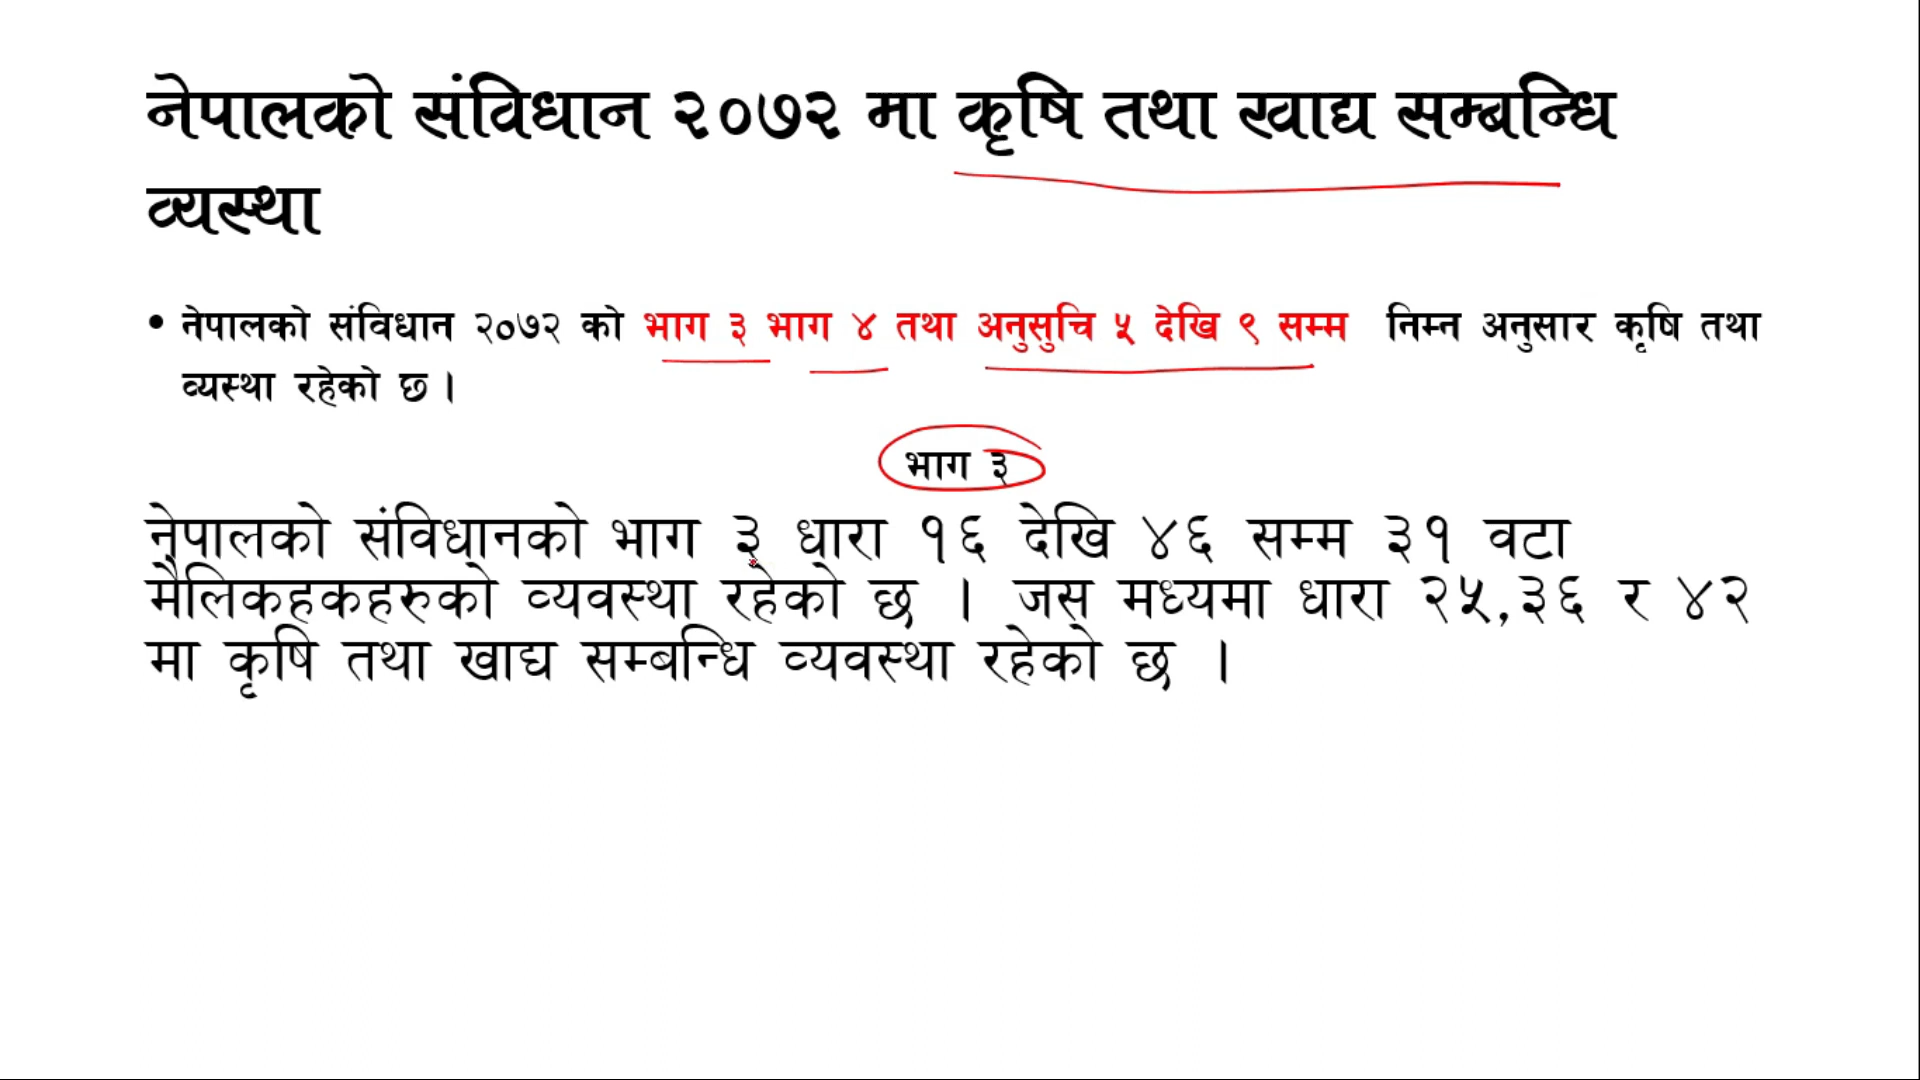 नेपालको संविधान २०७२ मा कृषि तथा खाद्य सम्बन्धि
व्यस्था
• नेपालको संविधान २०७२ को भाग ३ भाग ४ तथा अनुसुचि ५ देखि ९ सम्म निम्न अनुसार कृषि तथा
व्यस्था रहेको छ ।
भाग ३
नेपालको संविधानको भाग ३ धारा १६ देखि ४६ सम्म ३१ वटा
मैलिकहकहरुको व्यवस्था रहेको छ । जस मध्यमा धारा २५,३६ र ४२
मा कृषि तथा खाद्य सम्बन्धि व्यवस्था रहेको छ ।